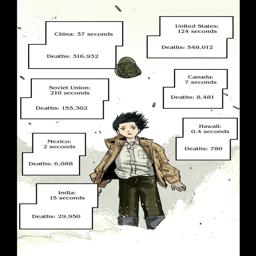 China: 37 seconds
Deaths: 316,932
United States:
124 seconds
Deaths: 548,012
Soviet Union:
210 seconds
Deaths: 155,302
Canada:
7 seconds
Deaths: 8,481
Mexico:
2 seconds
Deaths: 6,088
Hawaii:
0.4 seconds
Deaths: 780
India:
15 seconds
Deaths: 29,950